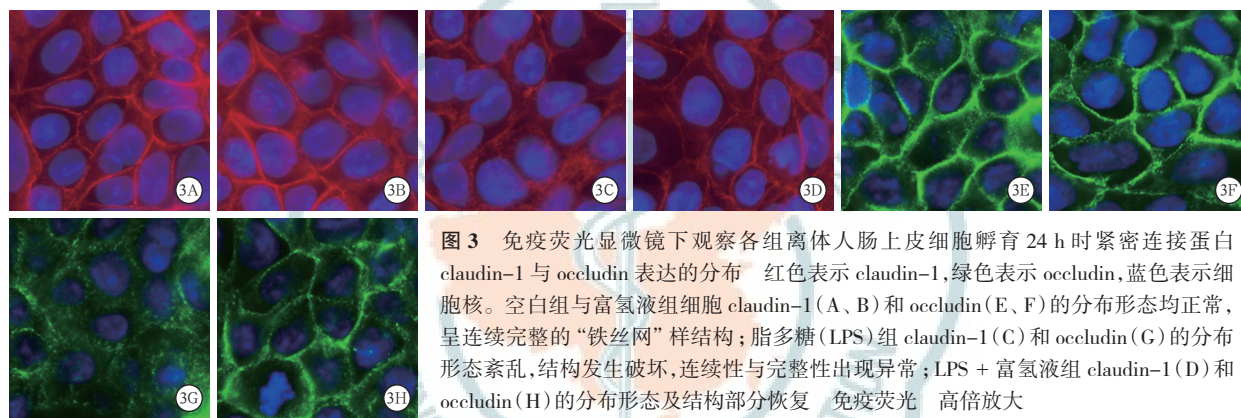 3A
3B
3C
3D
3E
3F
3G
3H
图 3 免疫荧光显微镜下观察各组离体人肠上皮细胞孵育 24 h 时紧密连接蛋白
claudin-1 与 occludin 表达的分布 红色表示 claudin-1,绿色表示 occludin,蓝色表示细
胞核。空白组与富氢液组细胞 claudin-1(A、B)和 occludin(E、F)的分布形态均正常,
呈连续完整的“铁丝网”样结构;脂多糖(LPS)组 claudin-1(C)和 occludin(G)的分布
形态紊乱,结构发生破坏,连续性与完整性出现异常;LPS + 富氢液组 claudin-1(D)和
occludin(H)的分布形态及结构部分恢复 免疫荧光 高倍放大